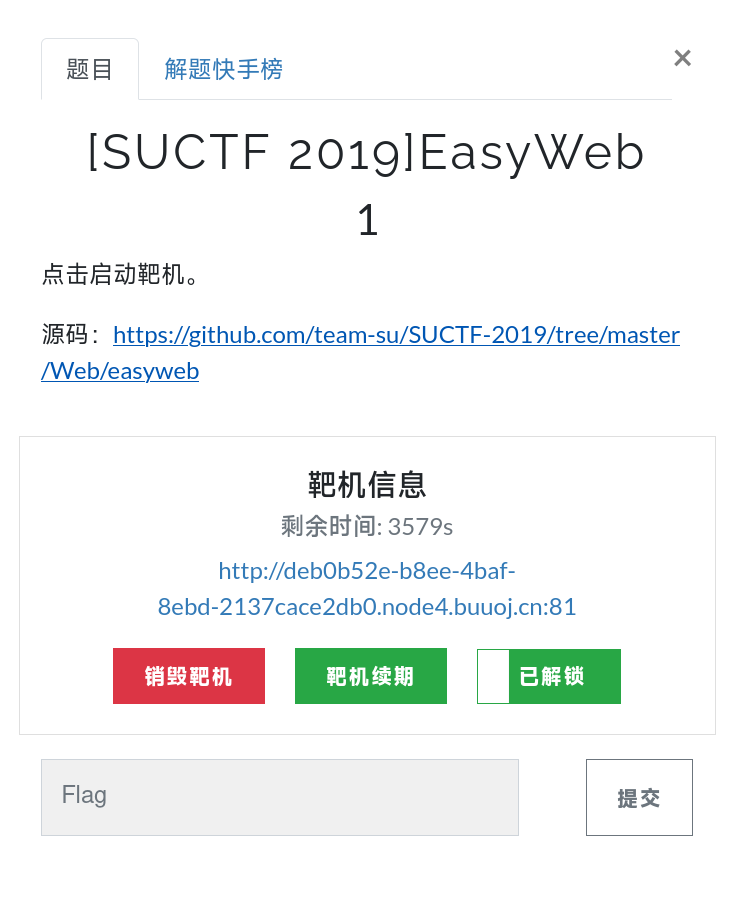 题目 解题快手榜 ×
[SUCTF 2019]EasyWeb
1
点击启动靶机。
源码：https://github.com/team-su/SUCTF-2019/tree/master
/Web/easyweb
靶机信息
剩余时间: 3579s
http://deb0b52e-b8ee-4baf-
8ebd-2137cace2db0.node4.buuoj.cn:81
销毁靶机 靶机续期 已解锁
Flag 提交